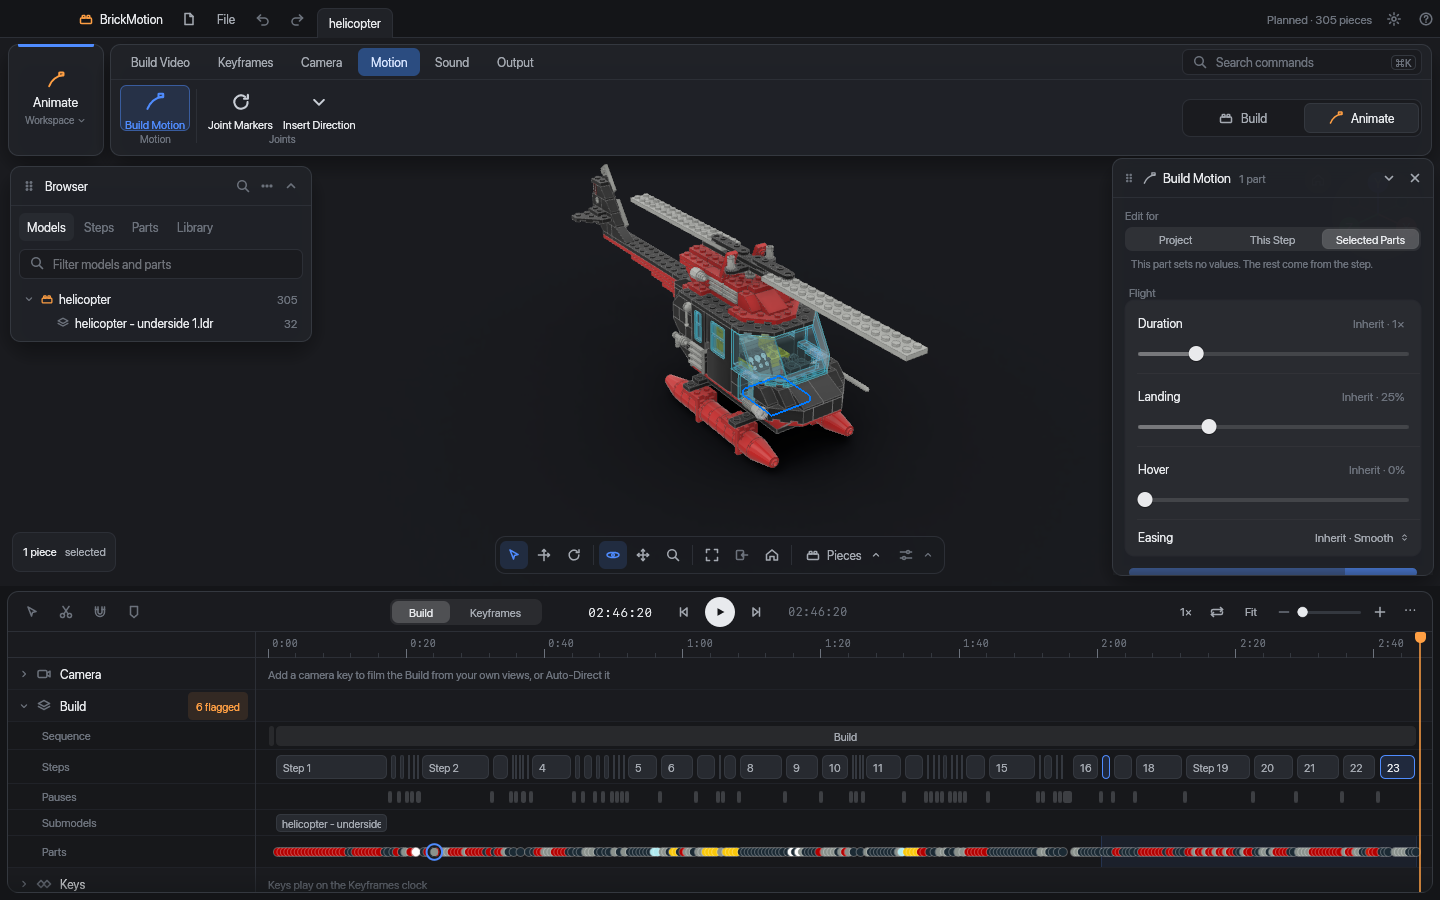 BrickMotion
File
helicopter
Planned · 305 pieces
Animate
Workspace
Build Video
Keyframes
Camera
Motion
Sound
Output
Search commands
⌘K
Build Motion
Motion
Joint Markers
Insert Direction
Joints
Build
Animate
Browser
Models
Steps
Parts
Library
Filter models and parts
helicopter
305
helicopter - underside 1.ldr
32
Build Motion
1 part
Edit for
Project
This Step
Selected Parts
This part sets no values. The rest come from the step.
Flight
Duration
Inherit · 1×
Landing
Inherit · 25%
Hover
Inherit · 0%
Easing
Inherit · Smooth
1 piece selected
Pieces
Build
Keyframes
02:46:20
02:46:20
1×
Fit
0:00
0:20
0:40
1:00
1:20
1:40
2:00
2:20
2:40
Camera
Add a camera key to film the Build from your own views, or Auto-Direct it
Build
6 flagged
Sequence
Build
Steps
Step 1
Step 2
4
5
6
8
9
10
11
15
16
18
Step 19
20
21
22
23
Pauses
Submodels
helicopter - underside
Parts
Keys
Keys play on the Keyframes clock